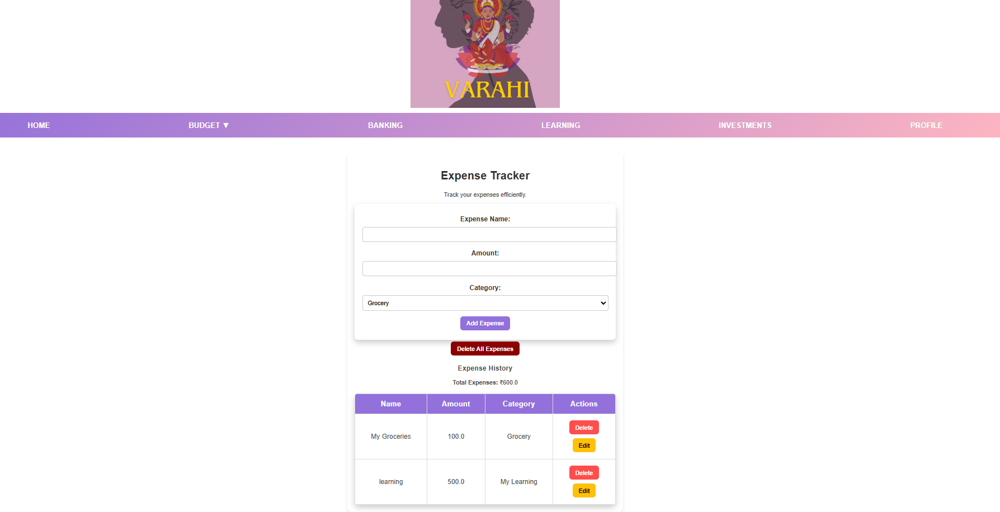 VARAHI
HOME BUDGET ▼ BANKING LEARNING INVESTMENTS PROFILE
Expense Tracker
Track your expenses efficiently.
Expense Name:
Amount:
Category:
Grocery
Add Expense
Delete All Expenses
Expense History
Total Expenses: ₹600.0
Name Amount Category Actions
My Groceries 100.0 Grocery Delete
Edit
learning 500.0 My Learning Delete
Edit